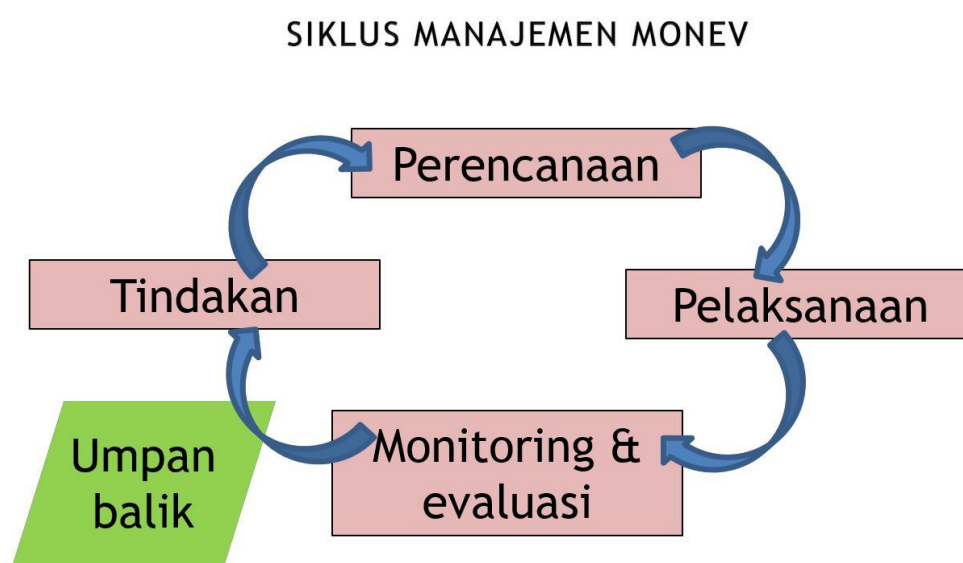 SIKLUS MANAJEMEN MONEV
Perencanaan
Tindakan
Pelaksanaan
Monitoring &
evaluasi
Umpan
balik